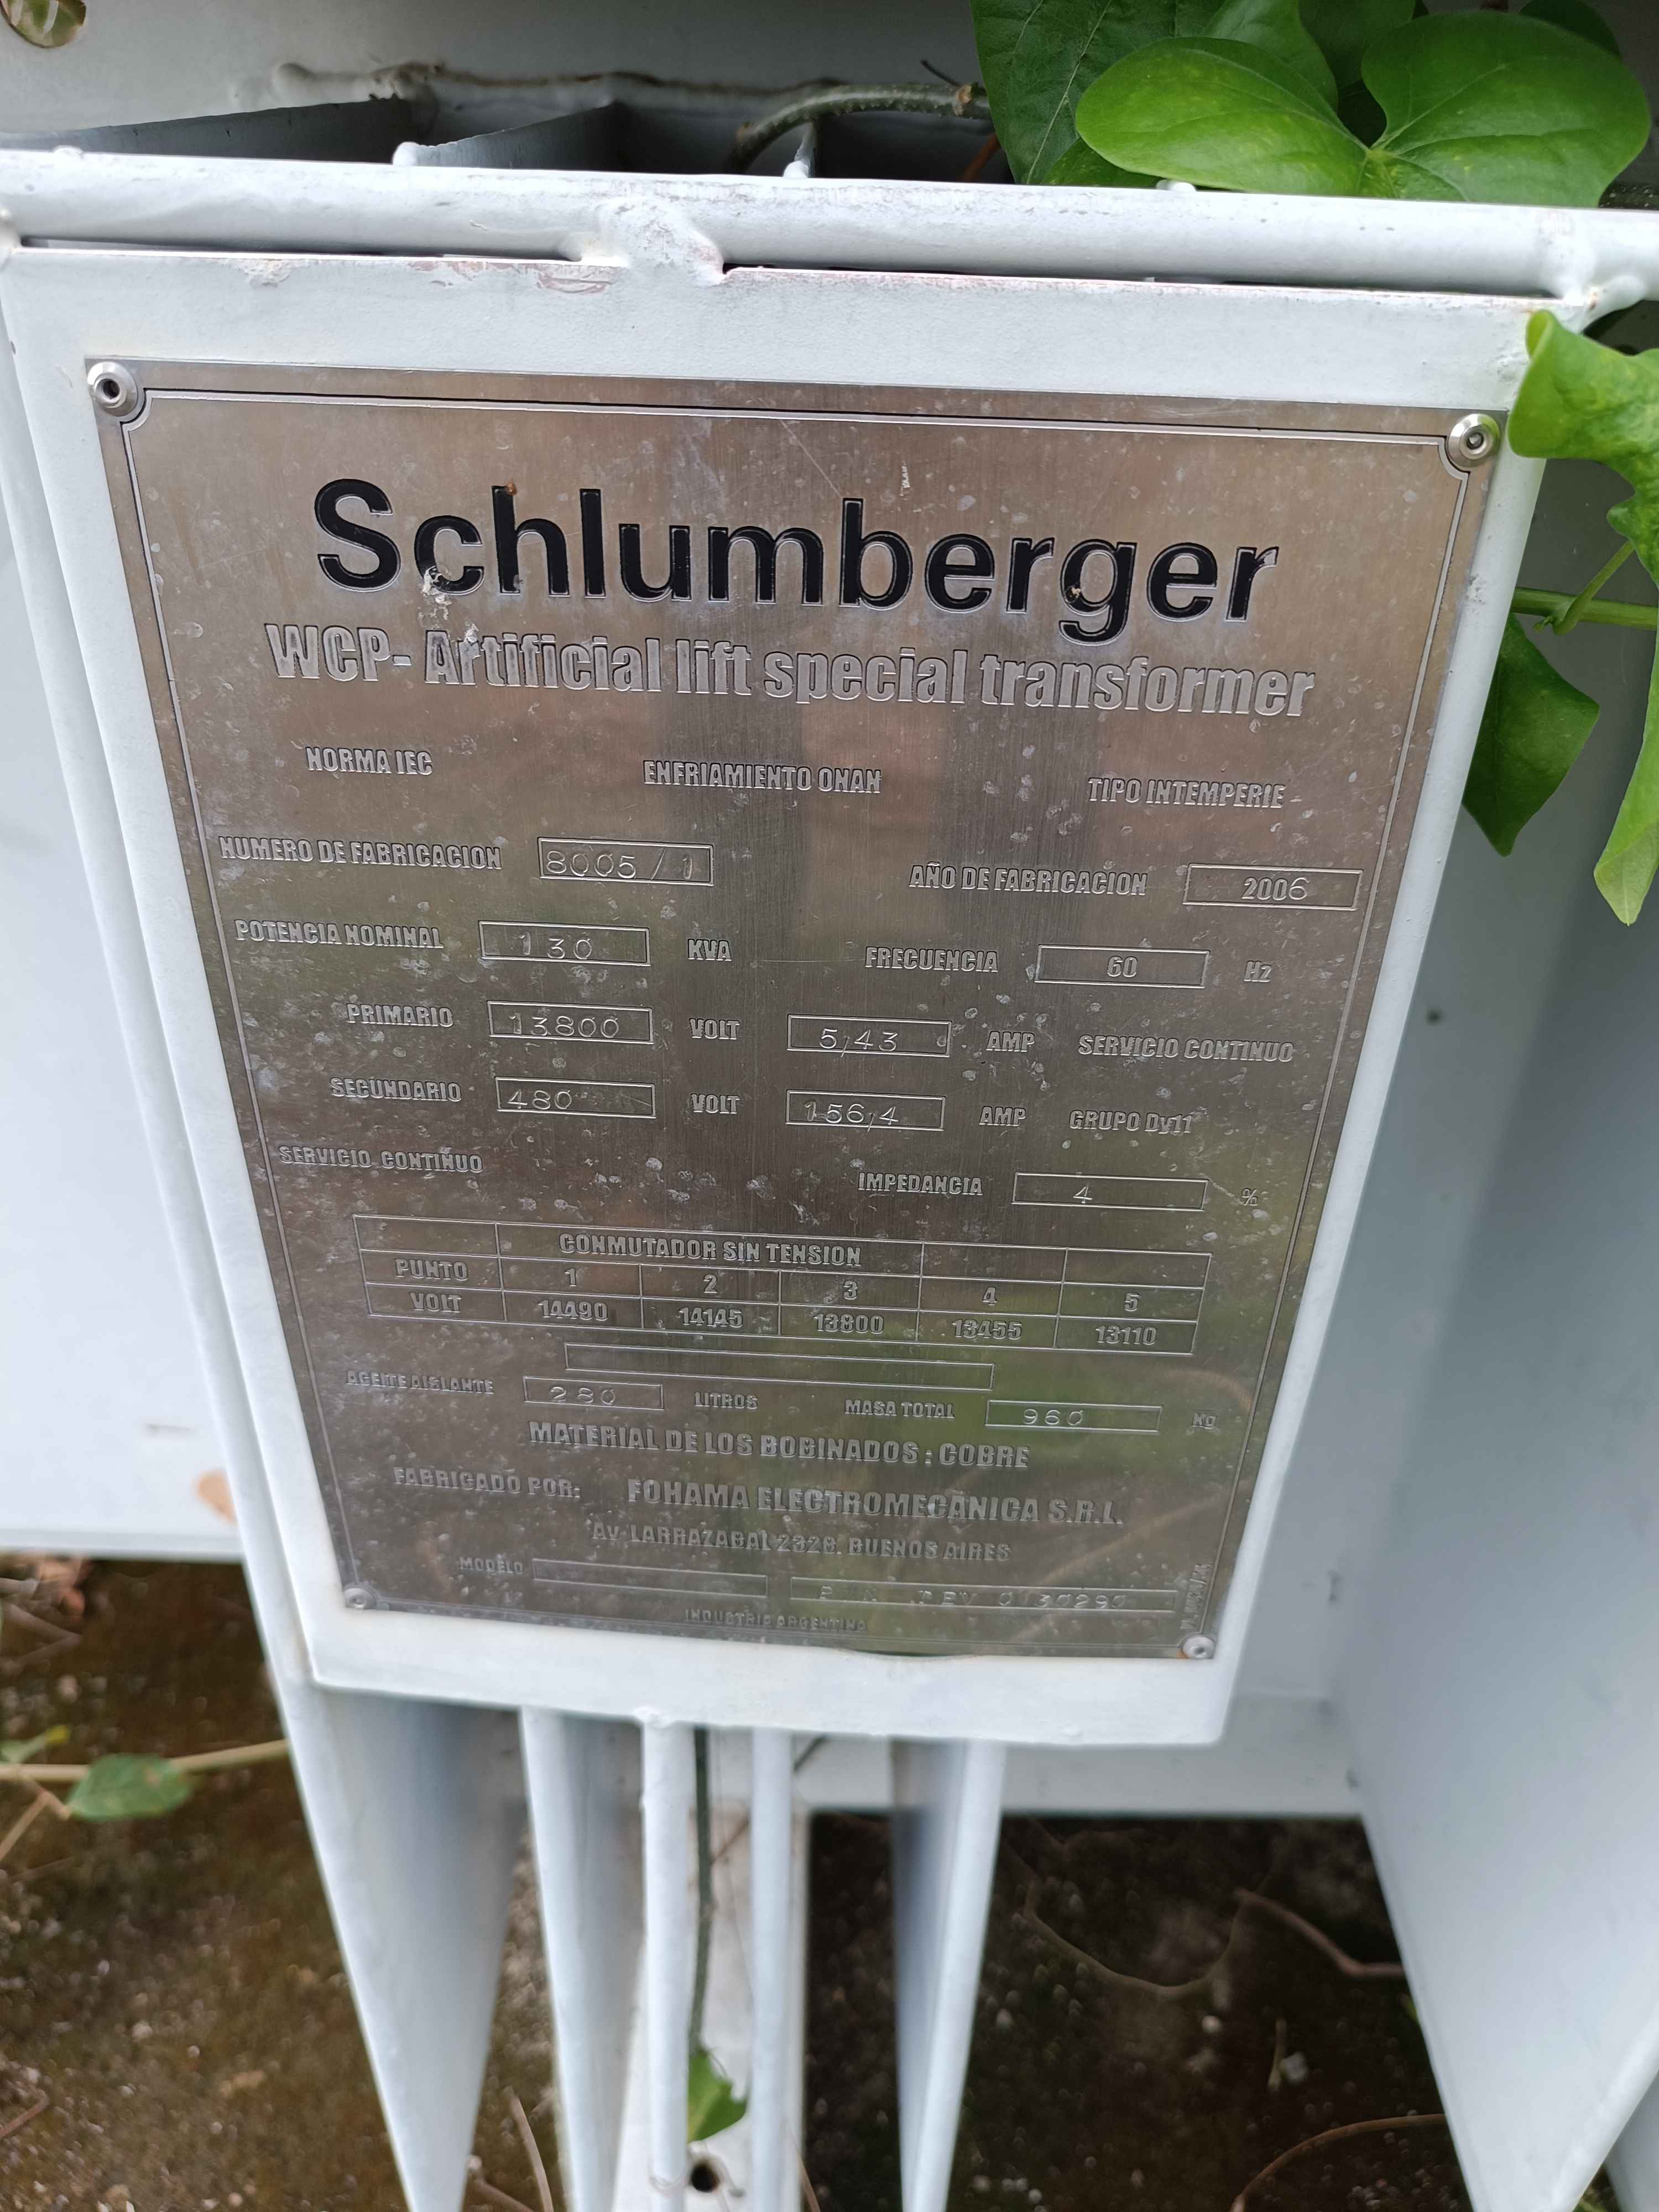 Schlumberger
WCP- Artificial lift special transformer
NORMA IEC ENFRIAMIENTO ONAN TIPO INTEMPERIE
NUMERO DE FABRICACION 8005/1 AÑO DE FABRICACION 2006
POTENCIA NOMINAL 130 KVA FRECUENCIA 60 Hz
PRIMARIO 13800 VOLT 5,43 AMP SERVICIO CONTINUO
SECUNDARIO 480 VOLT 156,4 AMP GRUPO Dy11
SERVICIO CONTINUO IMPEDANCIA 4 %
CONMUTADOR SIN TENSION
PUNTO 1 2 3 4 5
VOLT 14490 14145 13800 13455 13110
ACEITE AISLANTE 280 LITROS MASA TOTAL 960 Kg
MATERIAL DE LOS BOBINADOS : COBRE
FABRICADO POR: FOHAMA ELECTROMECANICA S.R.L.
Av. LARRAZABAL 2328. BUENOS AIRES
MODELO
INDUSTRIA ARGENTINA